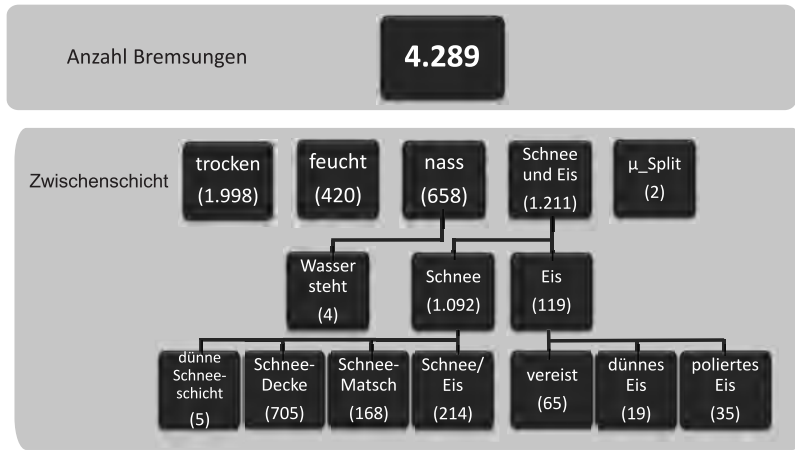 Anzahl Bremsungen
4.289
Zwischenschicht
trocken
(1.998)
feucht
(420)
nass
(658)
Schnee
und Eis
(1.211)
µ_Split
(2)
Wasser
steht
(4)
Schnee
(1.092)
Eis
(119)
dünne
Schnee-
schicht
(5)
Schnee-
Decke
(705)
Schnee-
Matsch
(168)
Schnee/
Eis
(214)
vereist
(65)
dünnes
Eis
(19)
poliertes
Eis
(35)